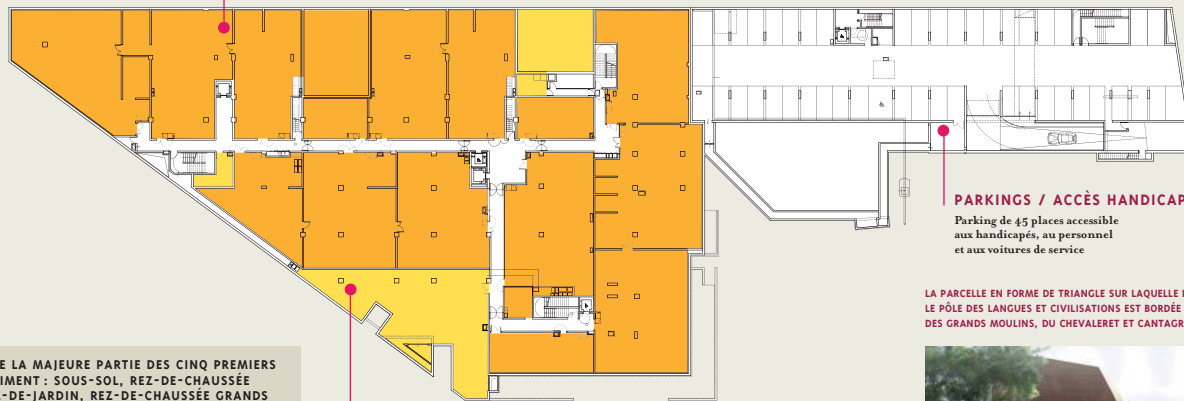 PARKINGS / ACCÈS HANDICAP
Parking de 45 places accessible
aux handicapés, au personnel
et aux voitures de service
LA PARCELLE EN FORME DE TRIANGLE SUR LAQUELLE
LE PÔLE DES LANGUES ET CIVILISATIONS EST BORDÉE
DES GRANDS MOULINS, DU CHEVALERET ET CANTAGR
LA MAJEURE PARTIE DES CINQ PREMIERS
IMENT : SOUS-SOL, REZ-DE-CHAUSSÉE
-DE-JARDIN, REZ-DE-CHAUSSÉE GRANDS